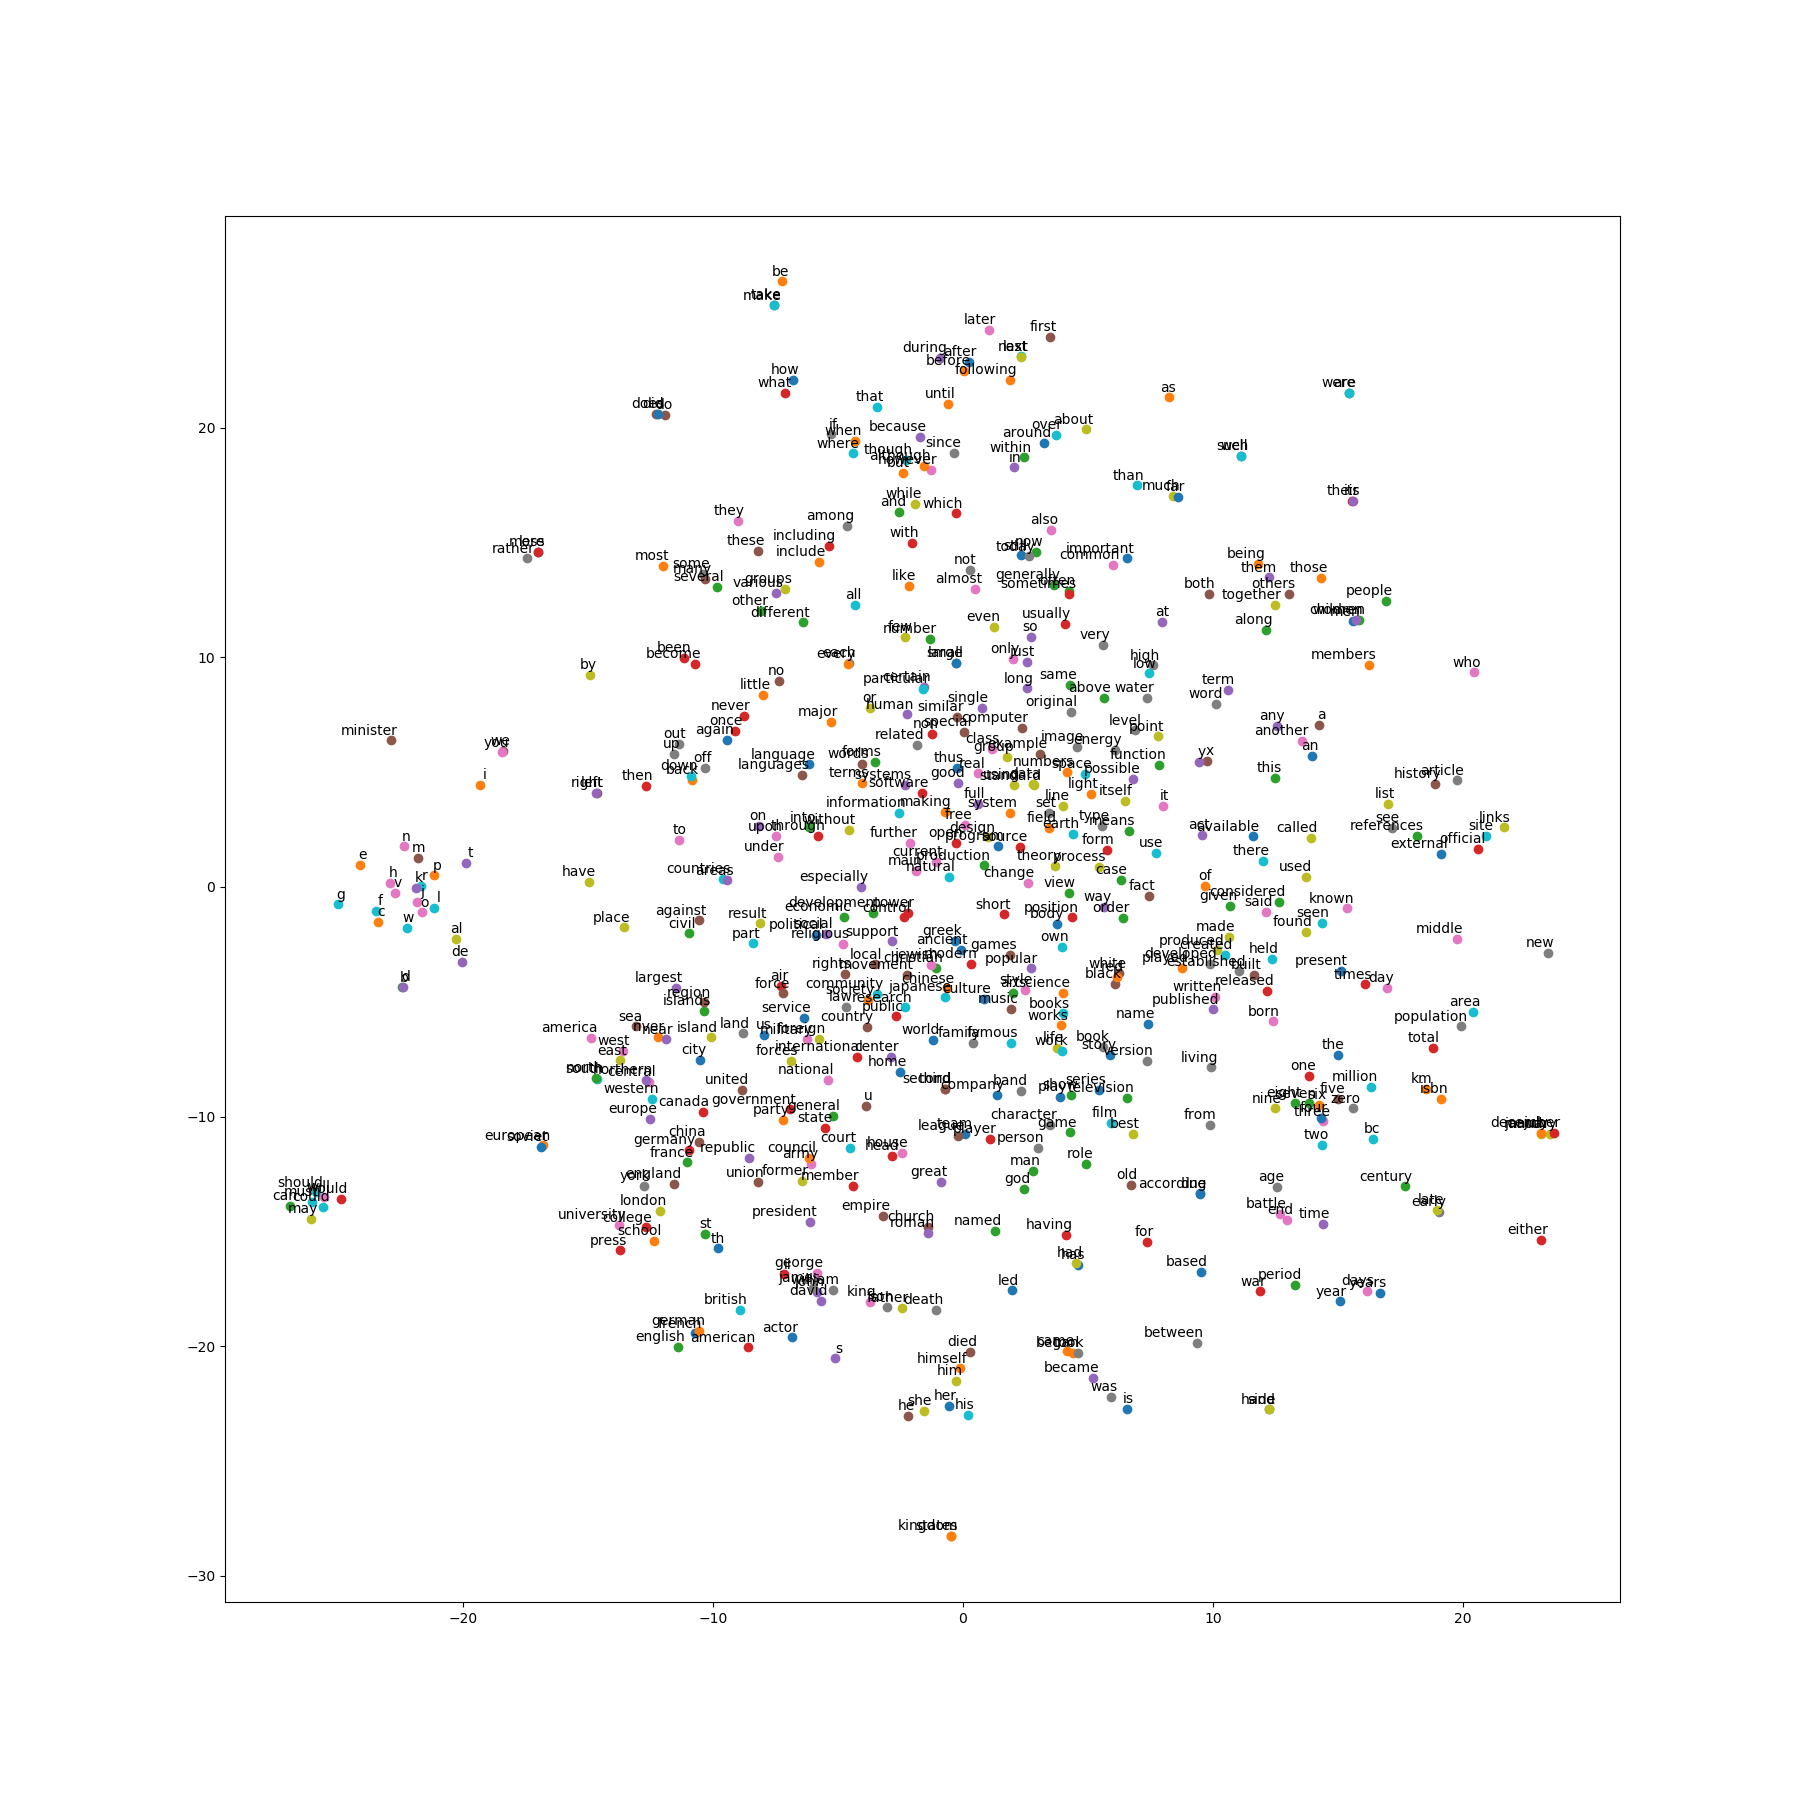 be
take
later
first
during
after
before
following
how
what
until
that
as
were
because
when
where
though
however
but
since
over
about
around
within
in
than
much
far
well
while
and
which
they
among
with
also
now
today
their
its
rather
these
including
include
important
common
most
some
many
several
various
groups
like
not
almost
generally
often
sometimes
being
them
those
both
others
together
people
other
different
all
few
number
even
usually
so
at
along
very
been
become
every
each
only
just
high
low
members
who
by
no
little
particular
certain
long
same
above
water
term
word
never
once
again
major
or
human
single
similar
special
original
computer
any
a
another
an
minister
you
we
out
up
off
down
back
non
related
class
group
example
image
energy
level
point
language
languages
words
forms
thus
real
numbers
space
function
yx
this
history
article
i
right
left
then
terms
systems
software
good
standard
data
light
possible
itself
it
list
see
information
making
full
system
set
line
field
earth
type
means
on
upon
into
through
without
free
design
open
program
source
form
use
act
available
called
references
external
official
site
links
to
under
further
current
main
production
theory
process
there
n
m
e
p
t
h
v
k
r
j
o
l
g
f
c
w
al
de
have
countries
areas
especially
natural
change
view
case
fact
of
used
given
considered
said
known
place
against
civil
result
part
development
power
control
economic
political
social
religious
support
short
position
body
way
order
made
found
seen
middle
new
greek
ancient
own
games
modern
christian
jewish
popular
produced
created
developed
established
played
held
built
present
times
day
largest
region
islands
rights
local
movement
air
force
community
society
chinese
japanese
culture
style
arts
science
white
red
black
written
published
released
born
area
population
total
america
sea
river
near
island
land
us
service
law
research
public
country
music
books
works
name
west
east
city
military
foreign
forces
international
center
world
family
famous
life
work
book
story
version
living
the
south
northern
central
western
united
national
home
second
third
company
band
show
play
series
television
one
million
km
isbn
europe
canada
government
party
general
state
u
character
game
film
best
from
nine
eight
seven
six
five
four
three
zero
two
bc
european
soviet
china
germany
france
republic
council
army
court
house
head
league
team
player
person
man
god
role
england
york
union
former
member
great
old
according
age
century
should
must
would
can
could
may
london
university
college
school
press
st
th
president
empire
church
roman
named
having
for
battle
end
time
late
early
either
george
james
david
king
father
death
had
has
led
based
war
period
year
days
years
british
german
french
english
american
actor
s
died
himself
him
her
his
she
he
came
began
became
was
is
between
kingdom
states
20
10
0
−10
−20
−30
−20
−10
0
10
20